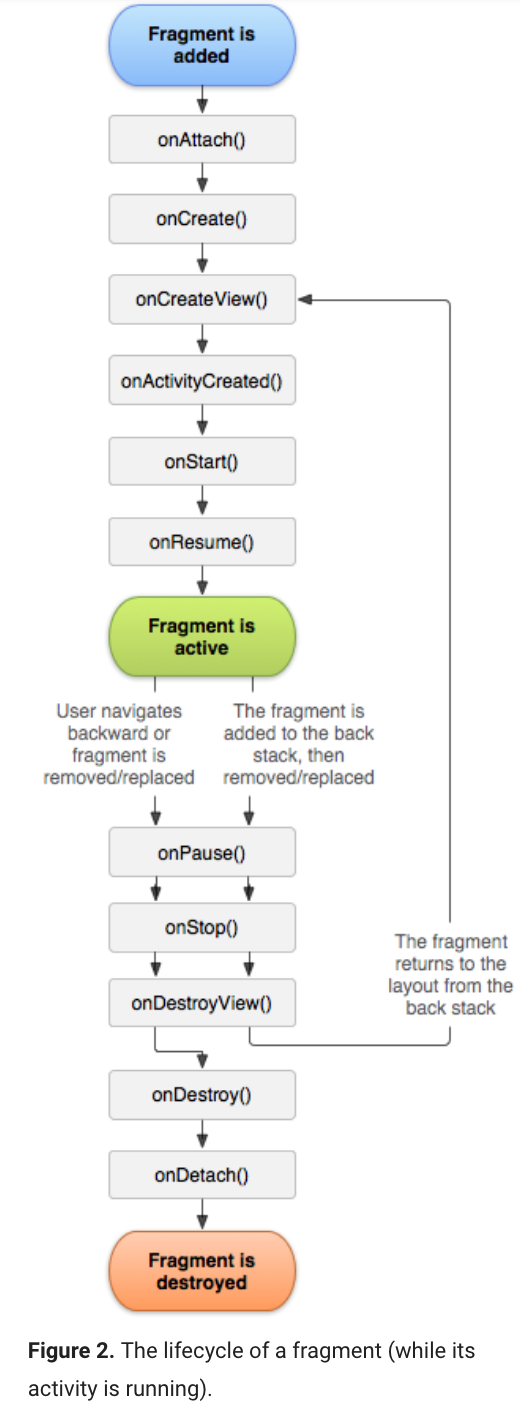 Fragment is
added
onAttach()
onCreate()
onCreateView()
onActivityCreated()
onStart()
onResume()
Fragment is
active
User navigates
backward or
fragment is
removed/replaced
The fragment is
added to the back
stack, then
removed/replaced
onPause()
onStop()
onDestroyView()
The fragment
returns to the
layout from the
back stack
onDestroy()
onDetach()
Fragment is
destroyed
Figure 2. The lifecycle of a fragment (while its
activity is running).